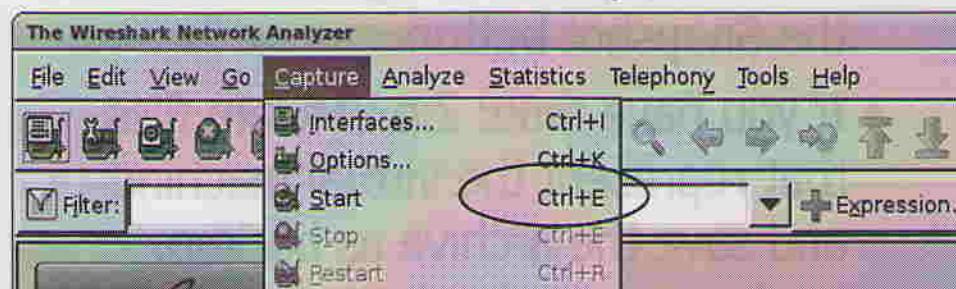 The Wireshark Network Analyzer
File Edit View Go Capture Analyze Statistics Telephony Tools Help
Interfaces... Ctrl+I
Options... Ctrl+K
Filter: Start Ctrl+E Expression.
Stop Ctrl+E
Restart Ctrl+R